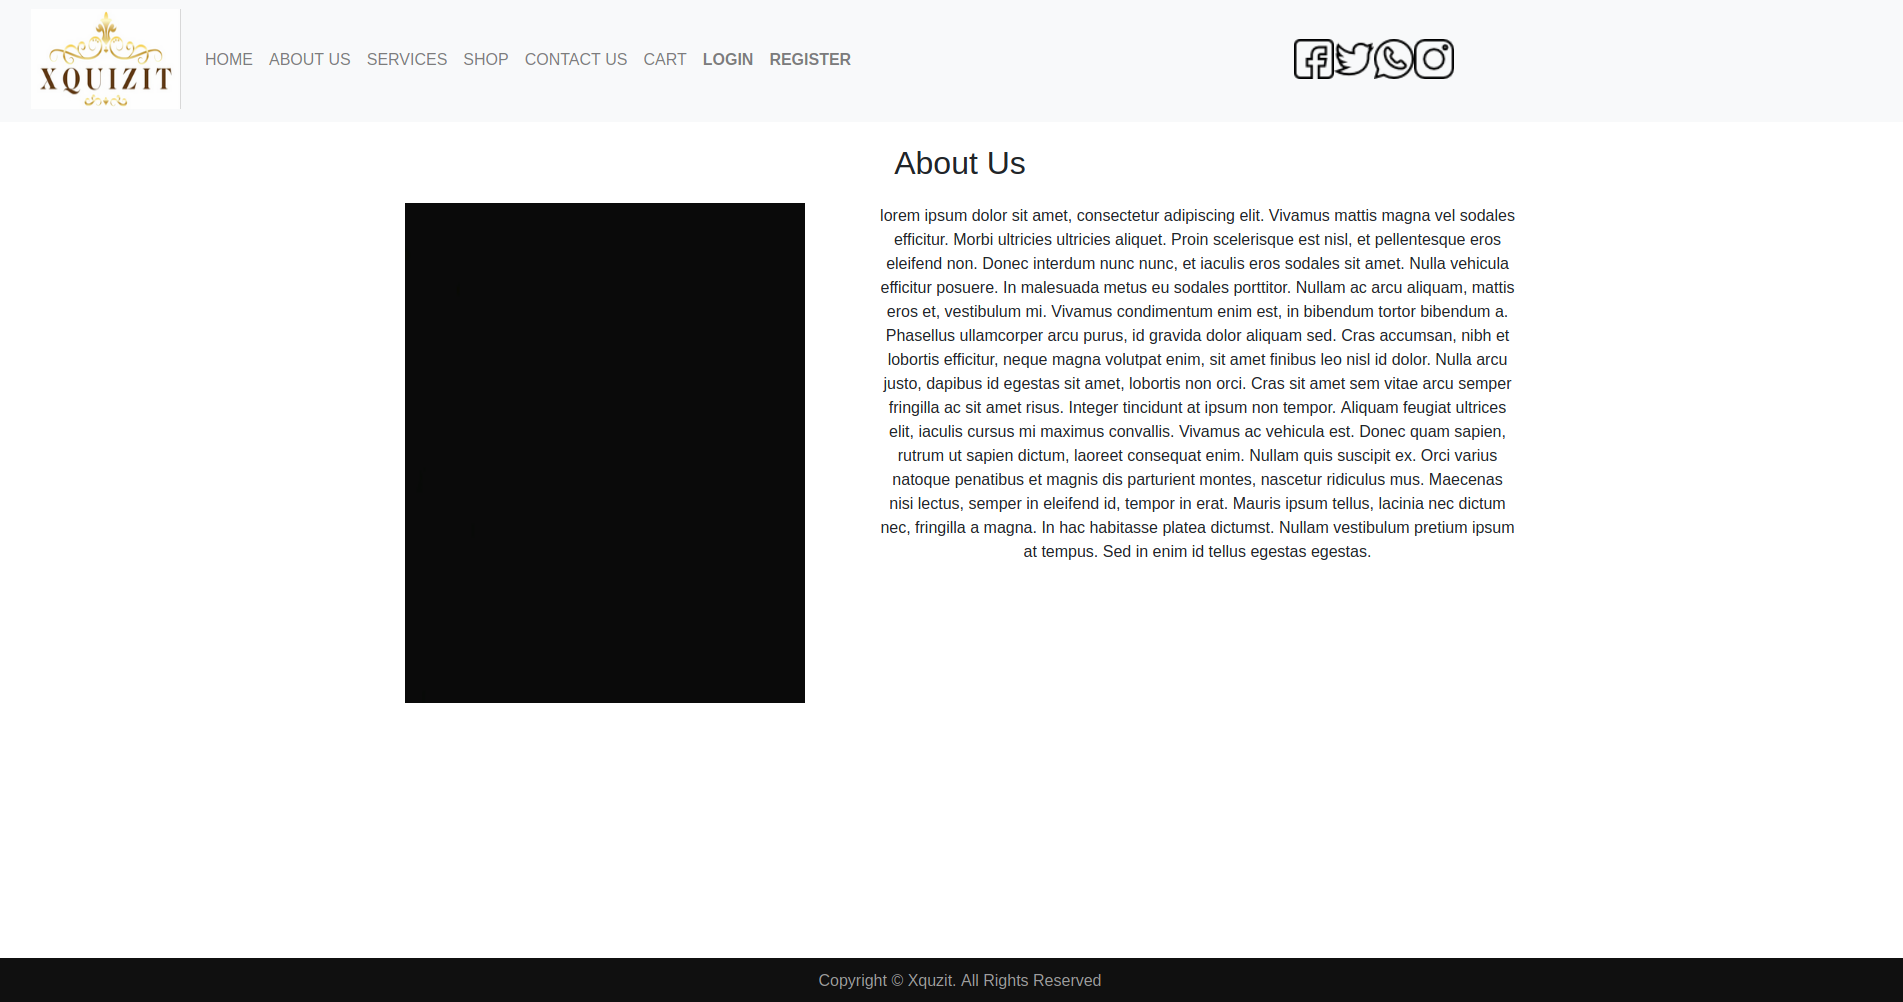 XQUIZIT
HOME ABOUT US SERVICES SHOP CONTACT US CART LOGIN REGISTER
About Us
lorem ipsum dolor sit amet, consectetur adipiscing elit. Vivamus mattis magna vel sodales
efficitur. Morbi ultricies ultricies aliquet. Proin scelerisque est nisl, et pellentesque eros
eleifend non. Donec interdum nunc nunc, et iaculis eros sodales sit amet. Nulla vehicula
efficitur posuere. In malesuada metus eu sodales porttitor. Nullam ac arcu aliquam, mattis
eros et, vestibulum mi. Vivamus condimentum enim est, in bibendum tortor bibendum a.
Phasellus ullamcorper arcu purus, id gravida dolor aliquam sed. Cras accumsan, nibh et
lobortis efficitur, neque magna volutpat enim, sit amet finibus leo nisl id dolor. Nulla arcu
justo, dapibus id egestas sit amet, lobortis non orci. Cras sit amet sem vitae arcu semper
fringilla ac sit amet risus. Integer tincidunt at ipsum non tempor. Aliquam feugiat ultrices
elit, iaculis cursus mi maximus convallis. Vivamus ac vehicula est. Donec quam sapien,
rutrum ut sapien dictum, laoreet consequat enim. Nullam quis suscipit ex. Orci varius
natoque penatibus et magnis dis parturient montes, nascetur ridiculus mus. Maecenas
nisi lectus, semper in eleifend id, tempor in erat. Mauris ipsum tellus, lacinia nec dictum
nec, fringilla a magna. In hac habitasse platea dictumst. Nullam vestibulum pretium ipsum
at tempus. Sed in enim id tellus egestas egestas.
Copyright © Xquzit. All Rights Reserved